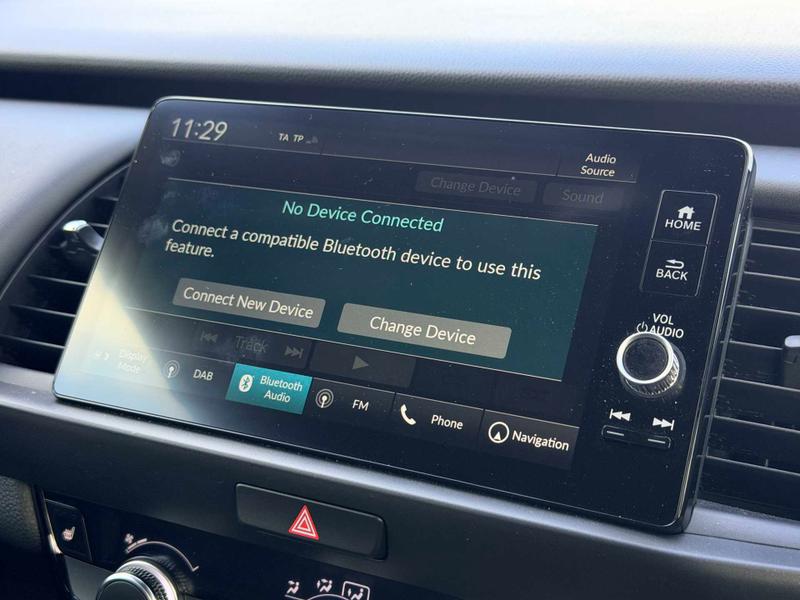 11:29
TA TP
Audio
Source
Change Device
Sound
No Device Connected
Connect a compatible Bluetooth device to use this
feature.
Connect New Device
Change Device
Track
Display
Mode
DAB
Bluetooth
Audio
FM
Phone
Navigation
HOME
BACK
VOL
AUDIO